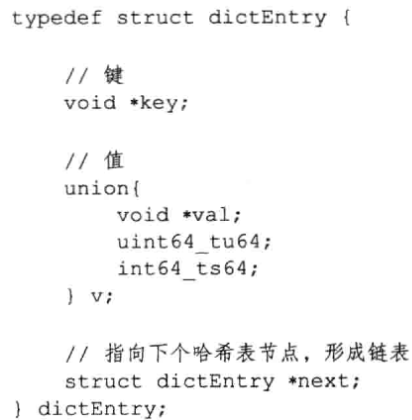 typedef struct dictEntry {
    // 键
    void *key;
    // 值
    union{
        void *val;
        uint64_tu64;
        int64_ts64;
    } v;
    // 指向下个哈希表节点，形成链表
    struct dictEntry *next;
} dictEntry;